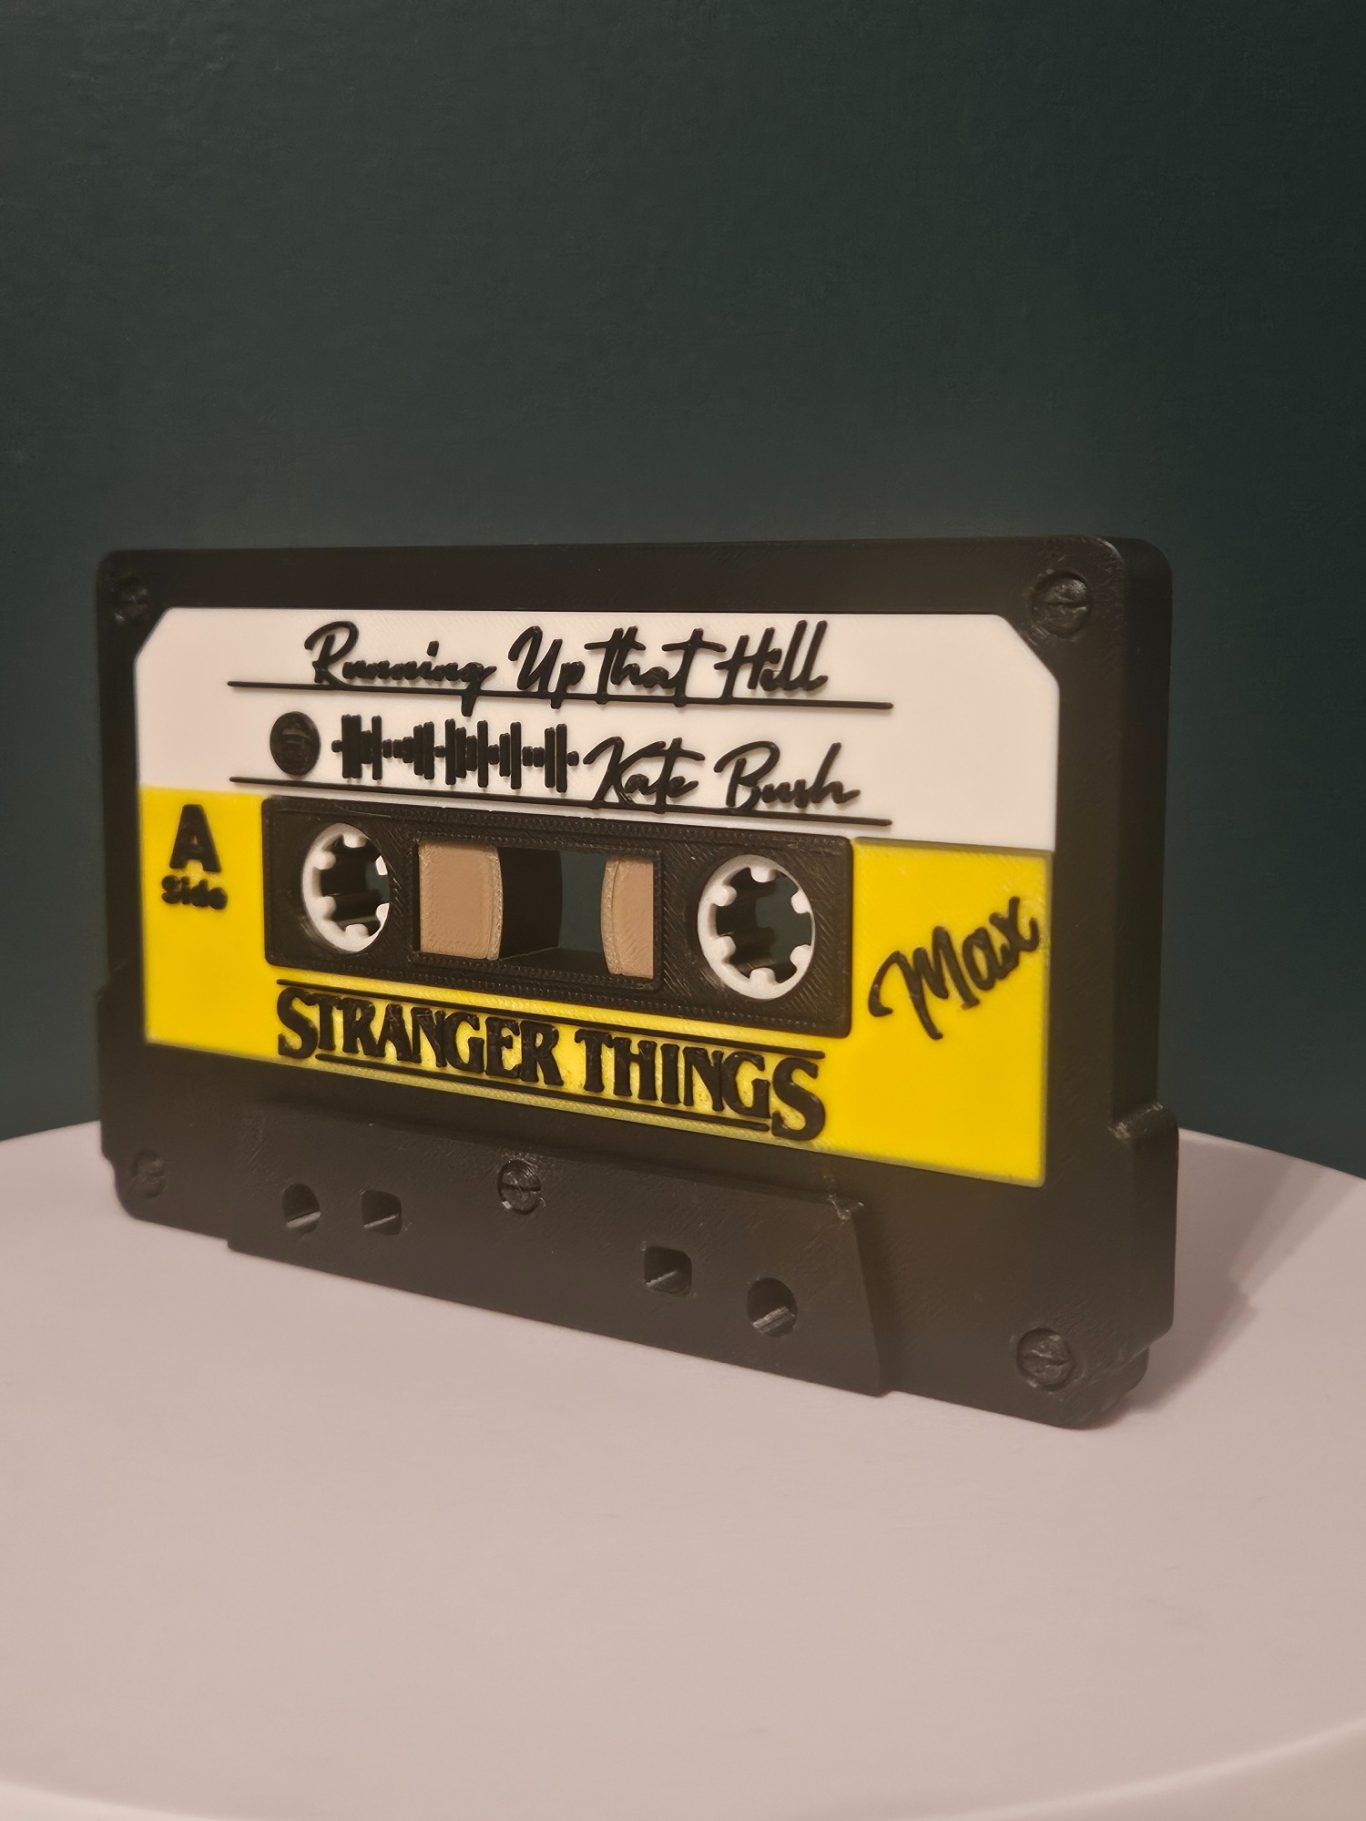 Running Up that Hill
Kate Bush
A
Side
Max
STRANGER THINGS